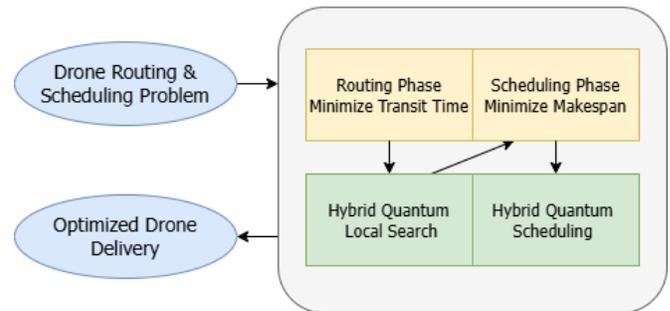 Drone Routing &
Scheduling Problem
Routing Phase
Minimize Transit Time
Scheduling Phase
Minimize Makespan
Optimized Drone
Delivery
Hybrid Quantum
Local Search
Hybrid Quantum
Scheduling